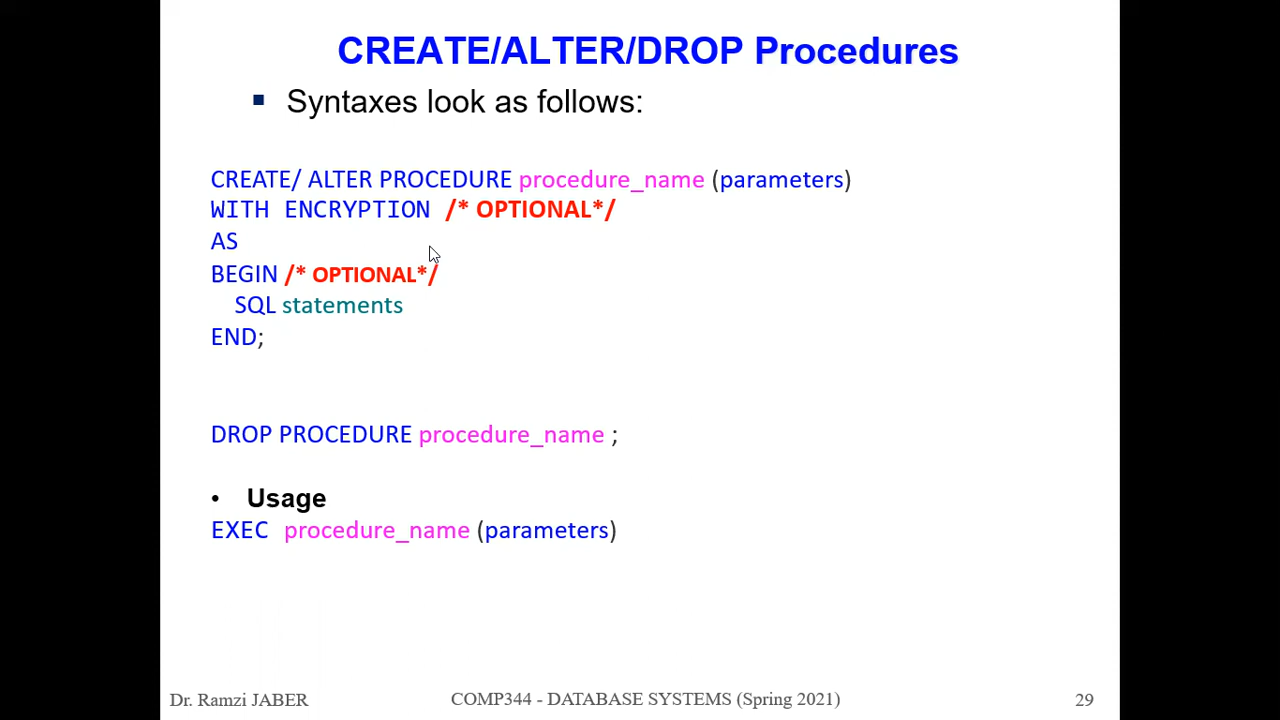 CREATE/ALTER/DROP Procedures
▪ Syntaxes look as follows:
CREATE/ ALTER PROCEDURE procedure_name (parameters)
WITH ENCRYPTION /* OPTIONAL*/
AS
BEGIN /* OPTIONAL*/
SQL statements
END;
DROP PROCEDURE procedure_name ;
• Usage
EXEC procedure_name (parameters)
Dr. Ramzi JABER COMP344 - DATABASE SYSTEMS (Spring 2021) 29